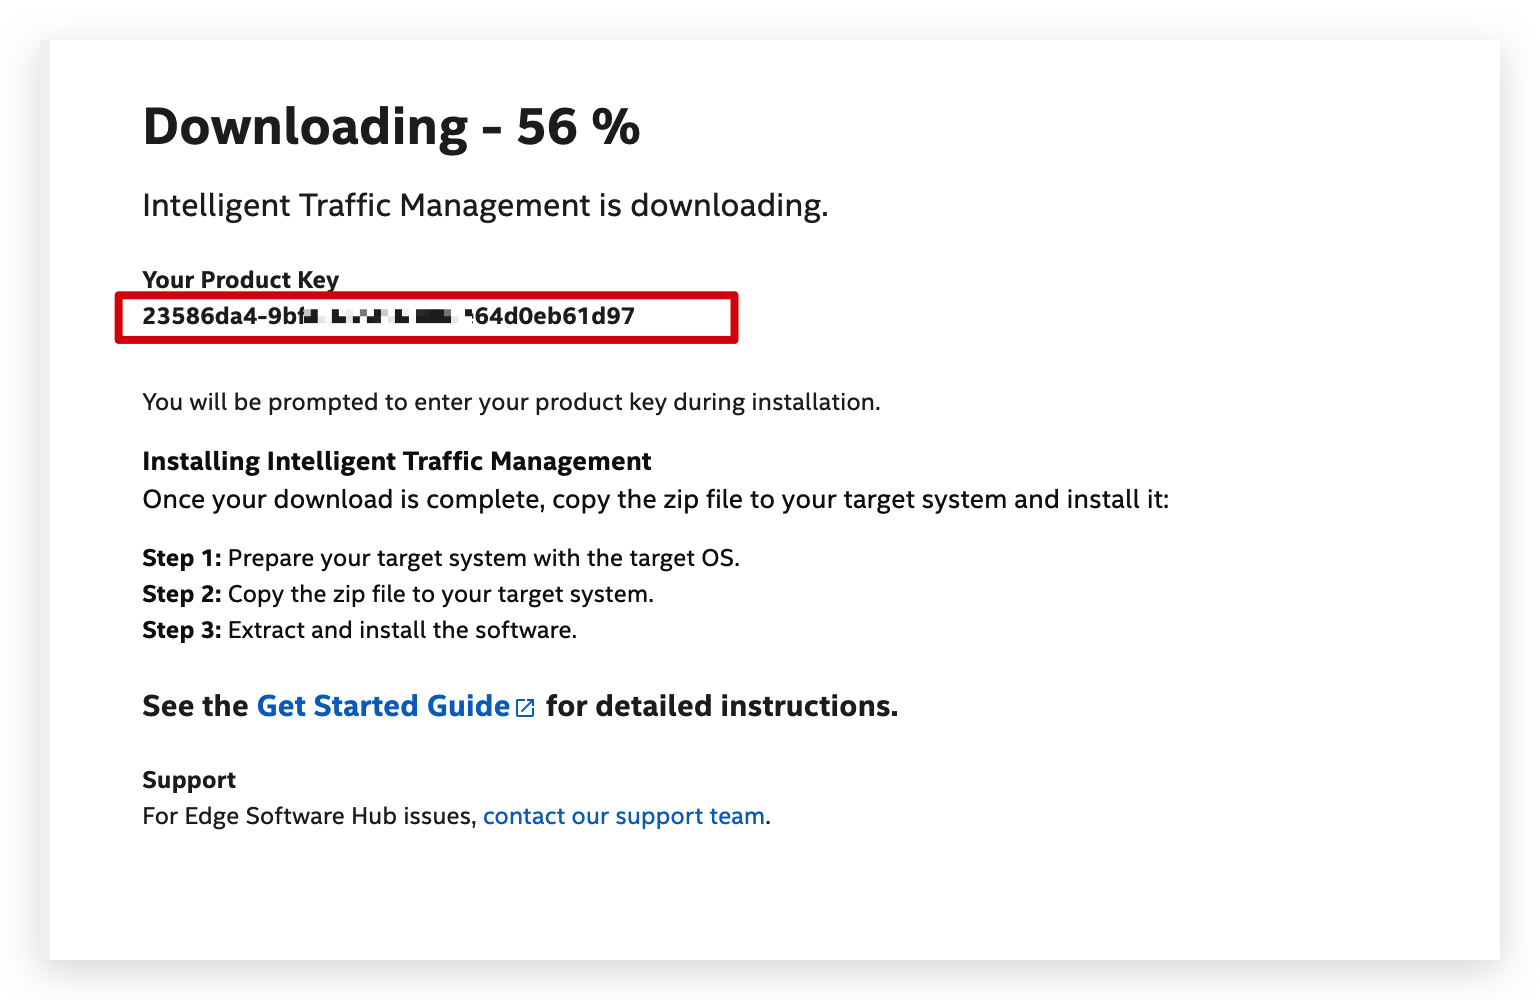 Downloading - 56 %
Intelligent Traffic Management is downloading.
Your Product Key
23586da4-9bf 64d0eb61d97
You will be prompted to enter your product key during installation.
Installing Intelligent Traffic Management
Once your download is complete, copy the zip file to your target system and install it:
Step 1: Prepare your target system with the target OS.
Step 2: Copy the zip file to your target system.
Step 3: Extract and install the software.
See the Get Started Guide for detailed instructions.
Support
For Edge Software Hub issues, contact our support team.